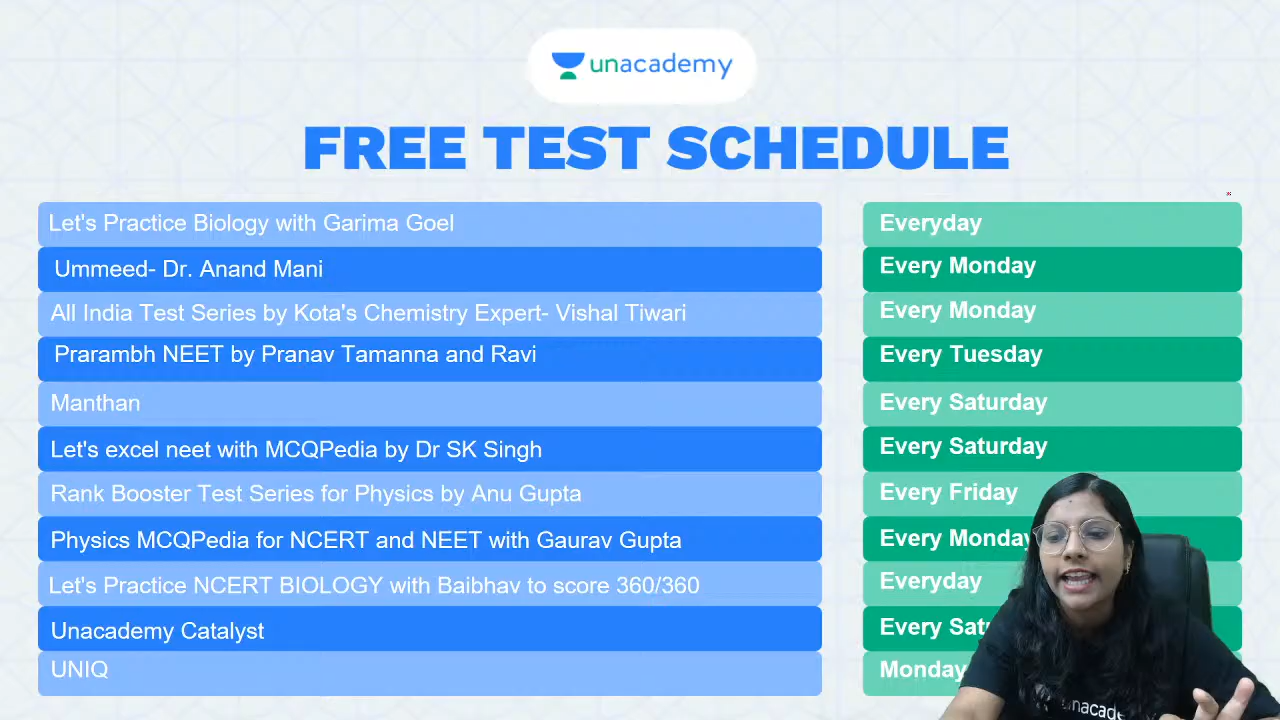 unacademy
FREE TEST SCHEDULE
Let's Practice Biology with Garima Goel Everyday
Ummeed- Dr. Anand Mani Every Monday
All India Test Series by Kota's Chemistry Expert- Vishal Tiwari Every Monday
Prarambh NEET by Pranav Tamanna and Ravi Every Tuesday
Manthan Every Saturday
Let's excel neet with MCQPedia by Dr SK Singh Every Saturday
Rank Booster Test Series for Physics by Anu Gupta Every Friday
Physics MCQPedia for NCERT and NEET with Gaurav Gupta Every Monday
Let's Practice NCERT BIOLOGY with Baibhav to score 360/360 Everyday
Unacademy Catalyst Every
UNIQ Monday